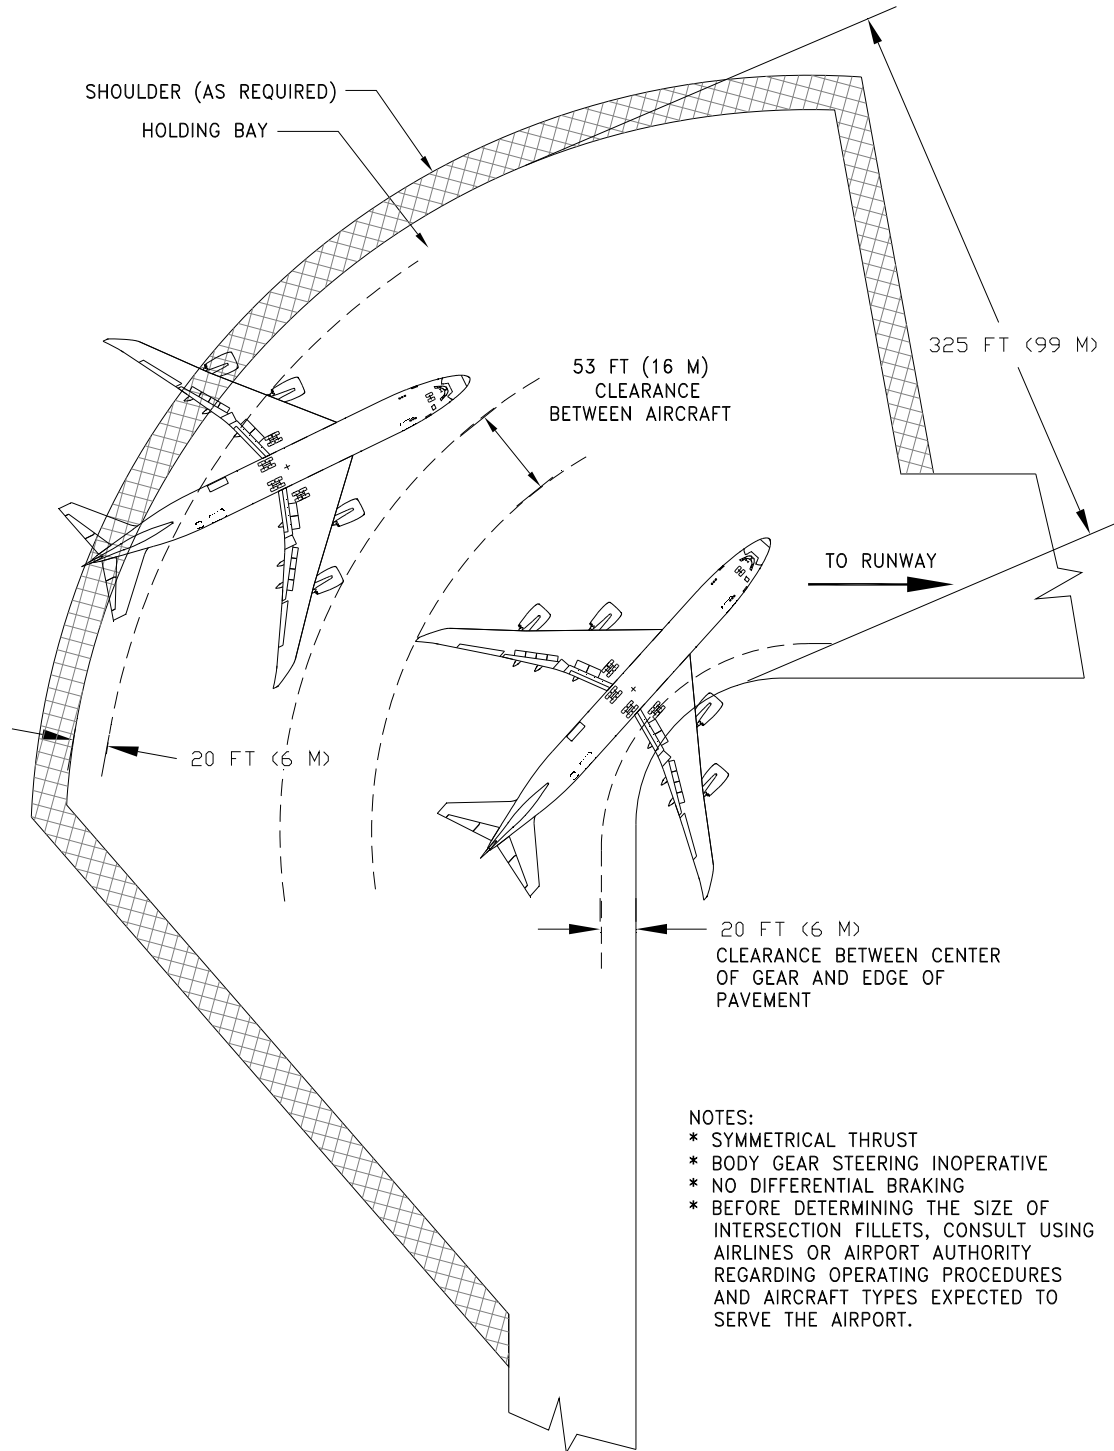 SHOULDER (AS REQUIRED)
HOLDING BAY
325 FT (99 M)
53 FT (16 M)
CLEARANCE
BETWEEN AIRCRAFT
TO RUNWAY
20 FT (6 M)
20 FT (6 M)
CLEARANCE BETWEEN CENTER
OF GEAR AND EDGE OF
PAVEMENT
NOTES:
* SYMMETRICAL THRUST
* BODY GEAR STEERING INOPERATIVE
* NO DIFFERENTIAL BRAKING
* BEFORE DETERMINING THE SIZE OF
INTERSECTION FILLETS, CONSULT USING
AIRLINES OR AIRPORT AUTHORITY
REGARDING OPERATING PROCEDURES
AND AIRCRAFT TYPES EXPECTED TO
SERVE THE AIRPORT.